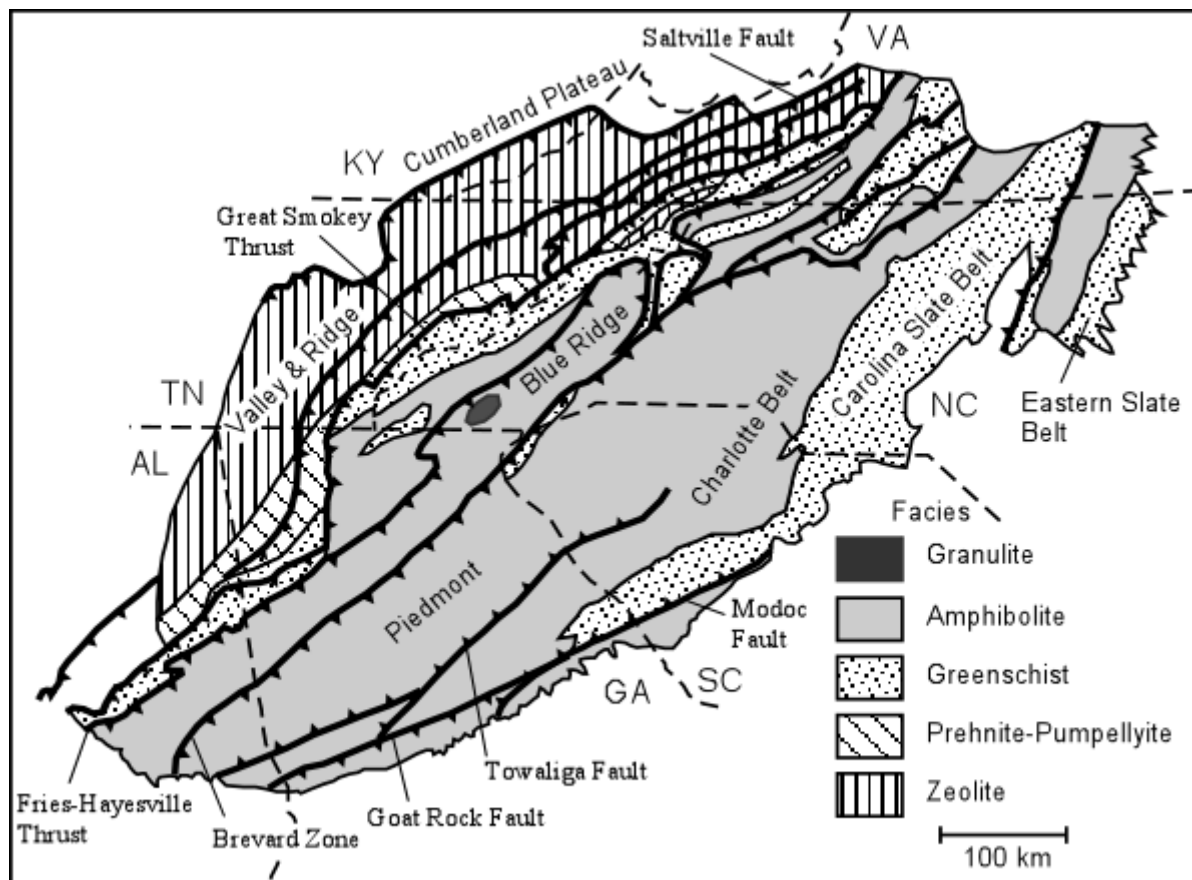 Saltville Fault
VA
Cumberland Plateau
KY
Great Smokey
Thrust
Valley & Ridge
Blue Ridge
TN
AL
Carolina Slate Belt
NC
Eastern Slate
Belt
Charlotte Belt
Piedmont
Modoc
Fault
GA
SC
Towaliga Fault
Goat Rock Fault
Fries-Hayesville
Thrust
Brevard Zone
Facies
Granulite
Amphibolite
Greenschist
Prehnite-Pumpellyite
Zeolite
100 km